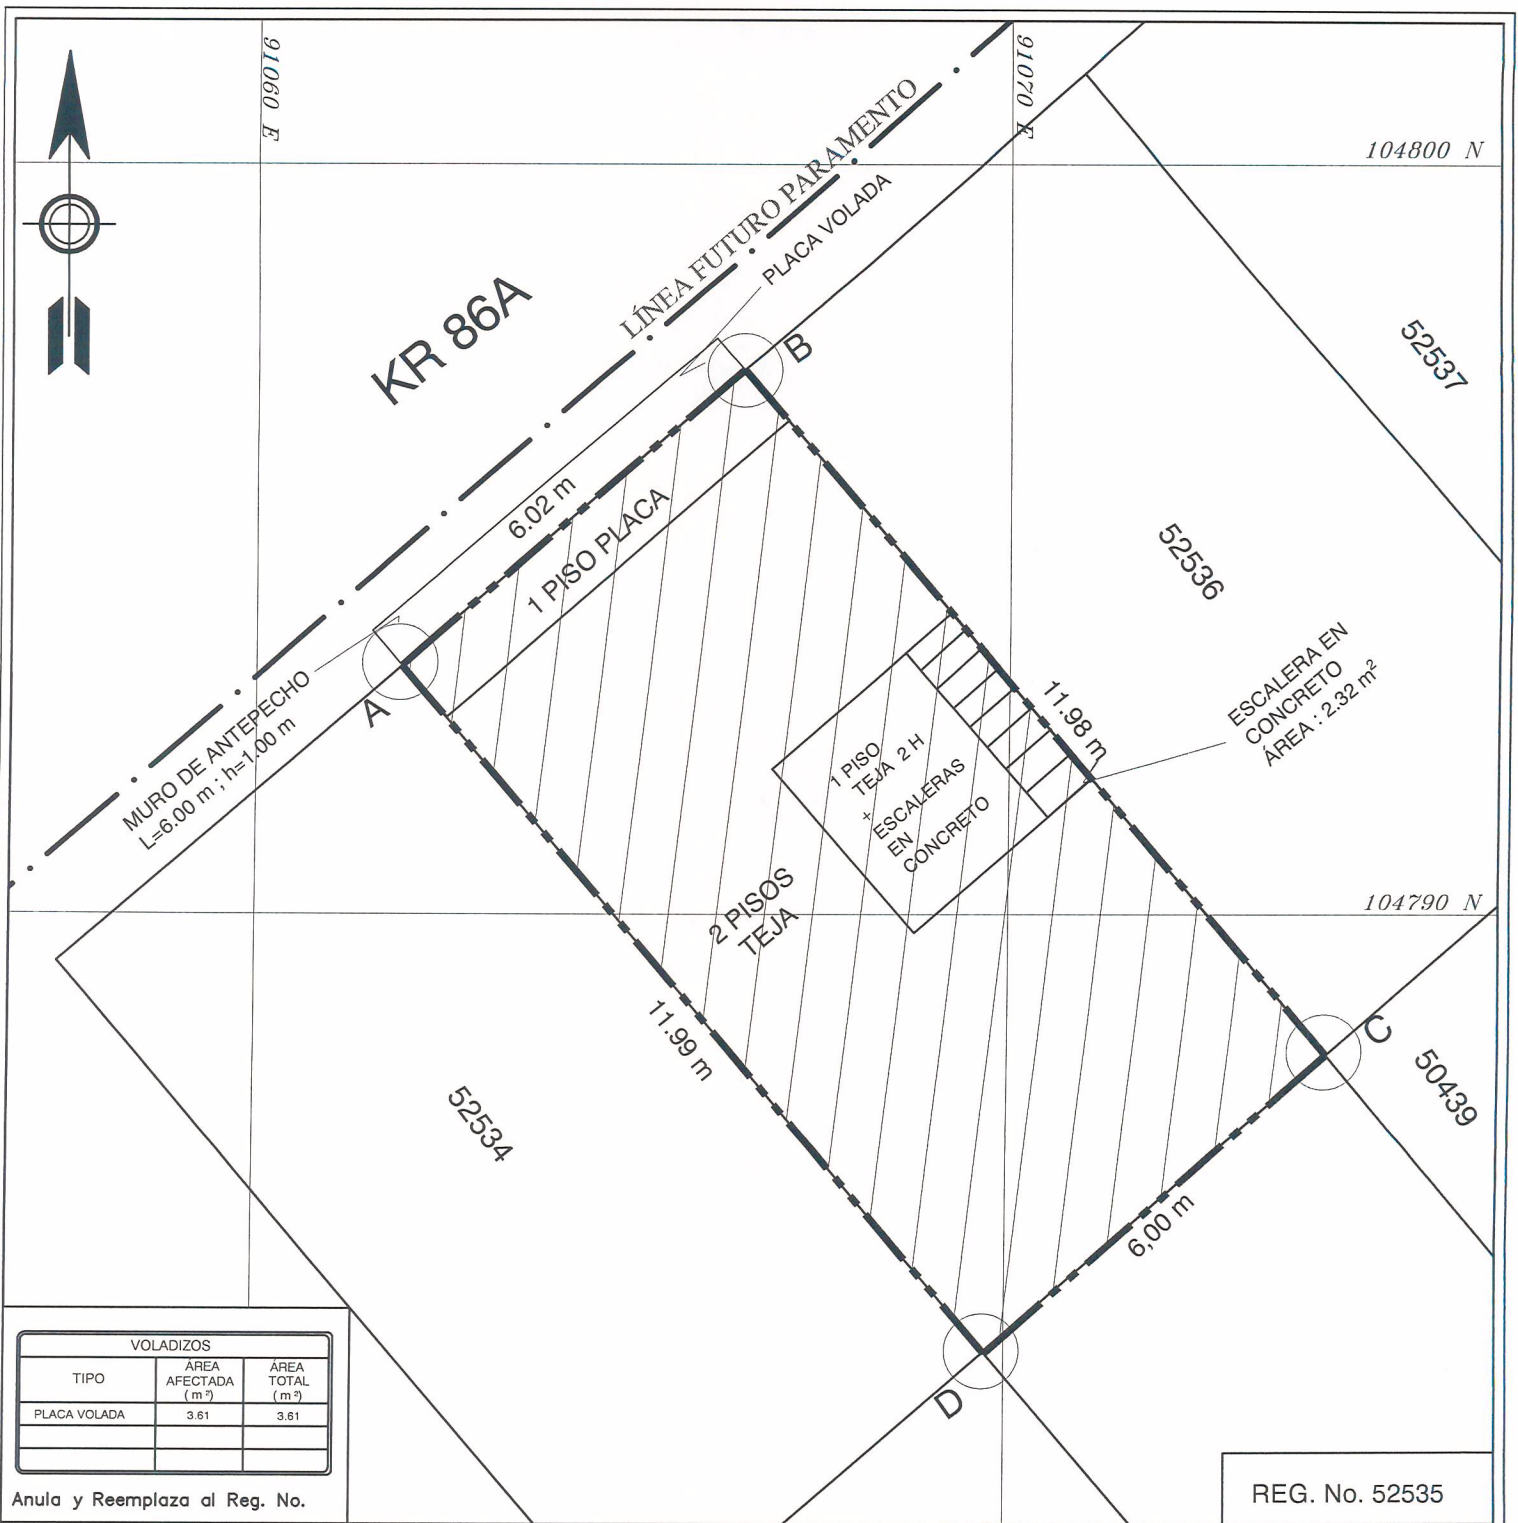 91060 E
91070 E
104800 N
LÍNEA FUTURO PARAMENTO
PLACA VOLADA
KR 86A
B
52537
6.02 m
1 PISO PLACA
52536
MURO DE ANTEPECHO
L=6.00 m ; h=1.00 m
A
11.98 m
ESCALERA EN
CONCRETO
ÁREA : 2.32 m²
1 PISO
TEJA 2 H
+
ESCALERAS
EN
CONCRETO
2 PISOS
TEJA
104790 N
11.99 m
C
50439
52534
6,00 m
D
VOLADIZOS
TIPO
ÁREA
AFECTADA
( m ²)
ÁREA
TOTAL
( m ²)
PLACA VOLADA
3.61
3.61
Anula y Reemplaza al Reg. No.
REG. No. 52535